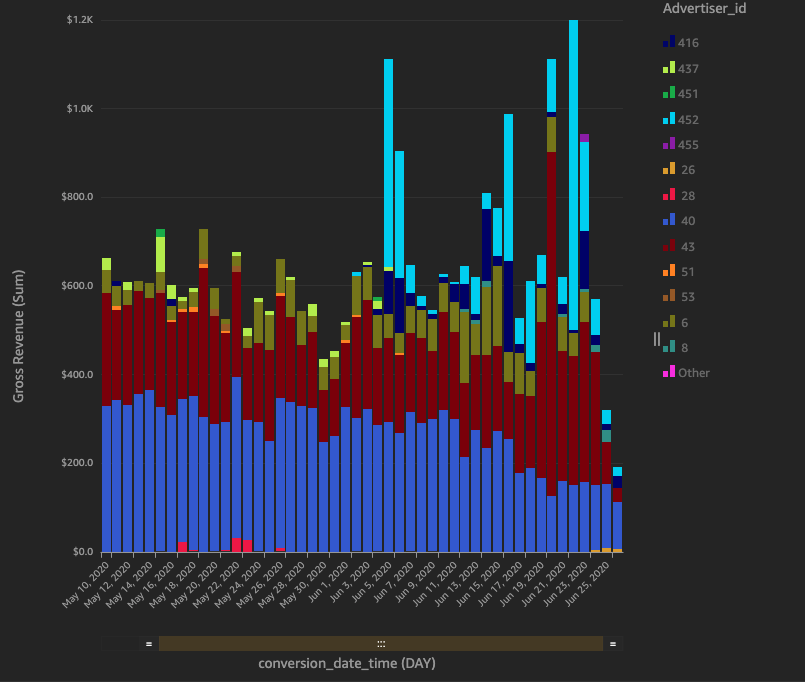 Advertiser_id
416
437
451
452
455
26
28
40
43
51
53
6
8
Other
Gross Revenue (Sum)
$1.2K
$1.0K
$800.0
$600.0
$400.0
$200.0
$0.0
May 10, 2020
May 12, 2020
May 14, 2020
May 16, 2020
May 18, 2020
May 20, 2020
May 22, 2020
May 24, 2020
May 26, 2020
May 28, 2020
May 30, 2020
Jun 1, 2020
Jun 3, 2020
Jun 5, 2020
Jun 7, 2020
Jun 9, 2020
Jun 11, 2020
Jun 13, 2020
Jun 15, 2020
Jun 17, 2020
Jun 19, 2020
Jun 21, 2020
Jun 23, 2020
Jun 25, 2020
conversion_date_time (DAY)